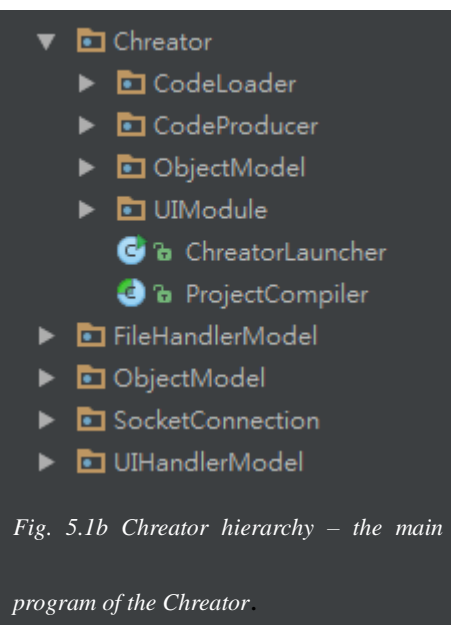 Chreator
CodeLoader
CodeProducer
ObjectModel
UIModule
ChreatorLauncher
ProjectCompiler
FileHandlerModel
ObjectModel
SocketConnection
UIHandlerModel
Fig. 5.1b Chreator hierarchy – the main
program of the Chreator.